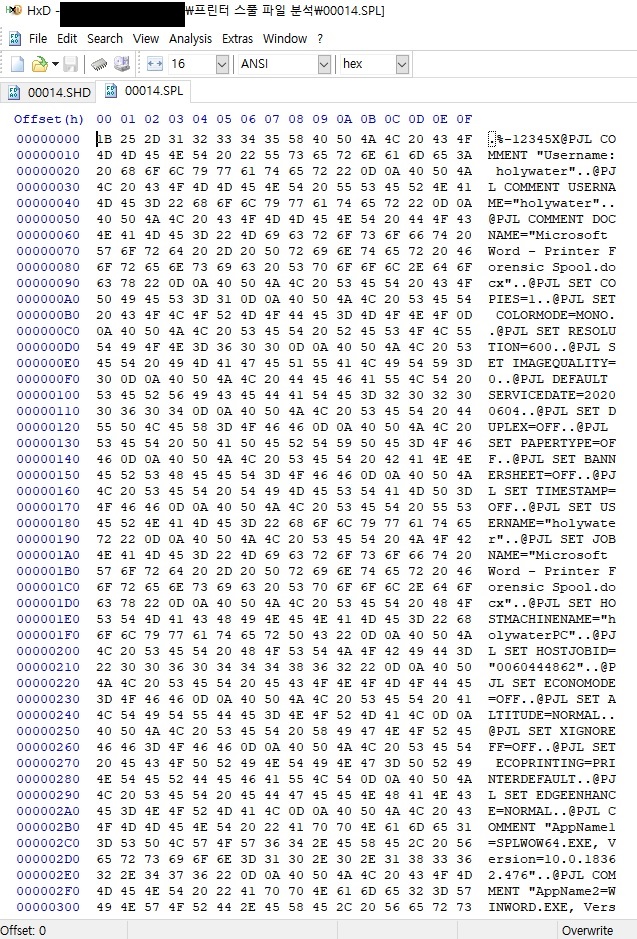 HxD - ₩프린터 스풀 파일 분석₩00014.SPL]
File Edit Search View Analysis Extras Window ?
16 ANSI hex
00014.SHD 00014.SPL
Offset(h) 00 01 02 03 04 05 06 07 08 09 0A 0B 0C 0D 0E 0F
00000000 1B 25 2D 31 32 33 34 35 58 40 50 4A 4C 20 43 4F .%-12345X@PJL CO
00000010 4D 4D 45 4E 54 20 22 55 73 65 72 6E 61 6D 65 3A MMENT "Username:
00000020 20 68 6F 6C 79 77 61 74 65 72 22 0D 0A 40 50 4A  holywater"..@PJ
00000030 4C 20 43 4F 4D 4D 45 4E 54 20 55 53 45 52 4E 41 L COMMENT USERNA
00000040 4D 45 3D 22 68 6F 6C 79 77 61 74 65 72 22 0D 0A ME="holywater"..
00000050 40 50 4A 4C 20 43 4F 4D 4D 45 4E 54 20 44 4F 43 @PJL COMMENT DOC
00000060 4E 41 4D 45 3D 22 4D 69 63 72 6F 73 6F 66 74 20 NAME="Microsoft
00000070 57 6F 72 64 20 2D 20 50 72 69 6E 74 65 72 20 46 Word - Printer F
00000080 6F 72 65 6E 73 69 63 20 53 70 6F 6F 6C 2E 64 6F orensic Spool.do
00000090 63 78 22 0D 0A 40 50 4A 4C 20 53 45 54 20 43 4F cx"..@PJL SET CO
000000A0 50 49 45 53 3D 31 0D 0A 40 50 4A 4C 20 53 45 54 PIES=1..@PJL SET
000000B0 20 43 4F 4C 4F 52 4D 4F 44 45 3D 4D 4F 4E 4F 0D  COLORMODE=MONO.
000000C0 0A 40 50 4A 4C 20 53 45 54 20 52 45 53 4F 4C 55 .@PJL SET RESOLU
000000D0 54 49 4F 4E 3D 36 30 30 0D 0A 40 50 4A 4C 20 53 TION=600..@PJL S
000000E0 45 54 20 49 4D 41 47 45 51 55 41 4C 49 54 59 3D ET IMAGEQUALITY=
000000F0 30 0D 0A 40 50 4A 4C 20 44 45 46 41 55 4C 54 20 0..@PJL DEFAULT
00000100 53 45 52 56 49 43 45 44 41 54 45 3D 32 30 32 30 SERVICEDATE=2020
00000110 30 36 30 34 0D 0A 40 50 4A 4C 20 53 45 54 20 44 0604..@PJL SET D
00000120 55 50 4C 45 58 3D 4F 46 46 0D 0A 40 50 4A 4C 20 UPLEX=OFF..@PJL
00000130 53 45 54 20 50 41 50 45 52 54 59 50 45 3D 4F 46 SET PAPERTYPE=OF
00000140 46 0D 0A 40 50 4A 4C 20 53 45 54 20 42 41 4E 4E F..@PJL SET BANN
00000150 45 52 53 48 45 45 54 3D 4F 46 46 0D 0A 40 50 4A ERSHEET=OFF..@PJ
00000160 4C 20 53 45 54 20 54 49 4D 45 53 54 41 4D 50 3D L SET TIMESTAMP=
00000170 4F 46 46 0D 0A 40 50 4A 4C 20 53 45 54 20 55 53 OFF..@PJL SET US
00000180 45 52 4E 41 4D 45 3D 22 68 6F 6C 79 77 61 74 65 ERNAME="holywate
00000190 72 22 0D 0A 40 50 4A 4C 20 53 45 54 20 4A 4F 42 r"..@PJL SET JOB
000001A0 4E 41 4D 45 3D 22 4D 69 63 72 6F 73 6F 66 74 20 NAME="Microsoft
000001B0 57 6F 72 64 20 2D 20 50 72 69 6E 74 65 72 20 46 Word - Printer F
000001C0 6F 72 65 6E 73 69 63 20 53 70 6F 6F 6C 2E 64 6F orensic Spool.do
000001D0 63 78 22 0D 0A 40 50 4A 4C 20 53 45 54 20 48 4F cx"..@PJL SET HO
000001E0 53 54 4D 41 43 48 49 4E 45 4E 41 4D 45 3D 22 68 STMACHINENAME="h
000001F0 6F 6C 79 77 61 74 65 72 50 43 22 0D 0A 40 50 4A olywaterPC"..@PJ
00000200 4C 20 53 45 54 20 48 4F 53 54 4A 4F 42 49 44 3D L SET HOSTJOBID=
00000210 22 30 30 36 30 34 34 34 38 36 32 22 0D 0A 40 50 "0060444862"..@P
00000220 4A 4C 20 53 45 54 20 45 43 4F 4E 4F 4D 4F 44 45 JL SET ECONOMODE
00000230 3D 4F 46 46 0D 0A 40 50 4A 4C 20 53 45 54 20 41 =OFF..@PJL SET A
00000240 4C 54 49 54 55 44 45 3D 4E 4F 52 4D 41 4C 0D 0A LTITUDE=NORMAL..
00000250 40 50 4A 4C 20 53 45 54 20 58 49 47 4E 4F 52 45 @PJL SET XIGNORE
00000260 46 46 3D 4F 46 46 0D 0A 40 50 4A 4C 20 53 45 54 FF=OFF..@PJL SET
00000270 20 45 43 4F 50 52 49 4E 54 49 4E 47 3D 50 52 49  ECOPRINTING=PRI
00000280 4E 54 45 52 44 45 46 41 55 4C 54 0D 0A 40 50 4A NTERDEFAULT..@PJ
00000290 4C 20 53 45 54 20 45 44 47 45 45 4E 48 41 4E 43 L SET EDGEENHANC
000002A0 45 3D 4E 4F 52 4D 41 4C 0D 0A 40 50 4A 4C 20 43 E=NORMAL..@PJL C
000002B0 4F 4D 4D 45 4E 54 20 22 41 70 70 4E 61 6D 65 31 OMMENT "AppName1
000002C0 3D 53 50 4C 57 4F 57 36 34 2E 45 58 45 2C 20 56 =SPLWOW64.EXE, V
000002D0 65 72 73 69 6F 6E 3D 31 30 2E 30 2E 31 38 33 36 ersion=10.0.1836
000002E0 32 2E 34 37 36 22 0D 0A 40 50 4A 4C 20 43 4F 4D 2.476"..@PJL COM
000002F0 4D 45 4E 54 20 22 41 70 70 4E 61 6D 65 32 3D 57 MENT "AppName2=W
00000300 49 4E 57 4F 52 44 2E 45 58 45 2C 20 56 65 72 73 INWORD.EXE, Vers
Offset: 0 Overwrite